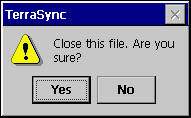 TerraSync
Close this file. Are you
sure?
Yes
No